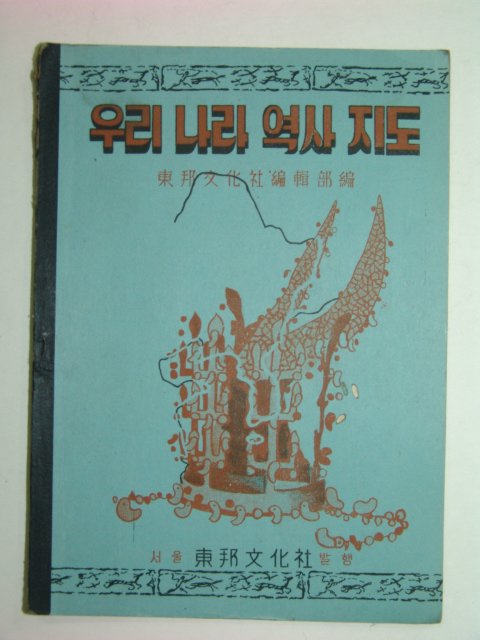 우리 나라 역사 지도
東邦文化社編輯部編
서울 東邦文化社 발행